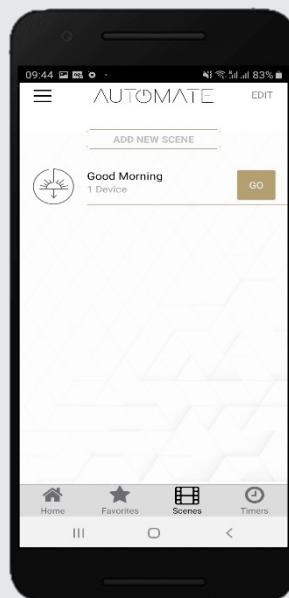 09:44 83%
AUTOMATE EDIT
ADD NEW SCENE
Good Morning
1 Device
GO
Home Favorites Scenes Timers